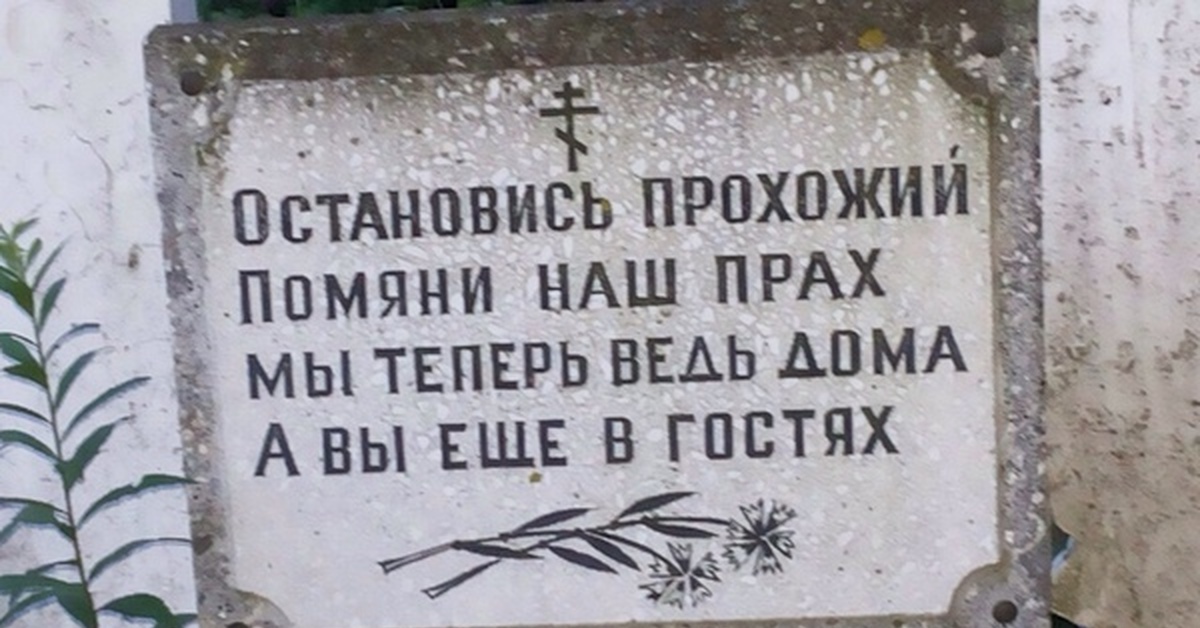 Остановись прохожий
Помяни наш прах
мы теперь ведь дома
А вы еще в гостях